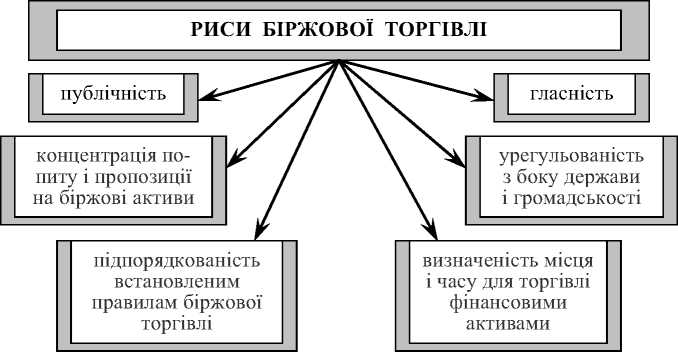 РИСИ БІРЖОВОЇ ТОРГІВЛІ
публічність
гласність
концентрація по-
питу і пропозиції
на біржові активи
урегульованість
з боку держави
і громадськості
підпорядкованість
встановленим
правилам біржової
торгівлі
визначеність місця
і часу для торгівлі
фінансовими
активами